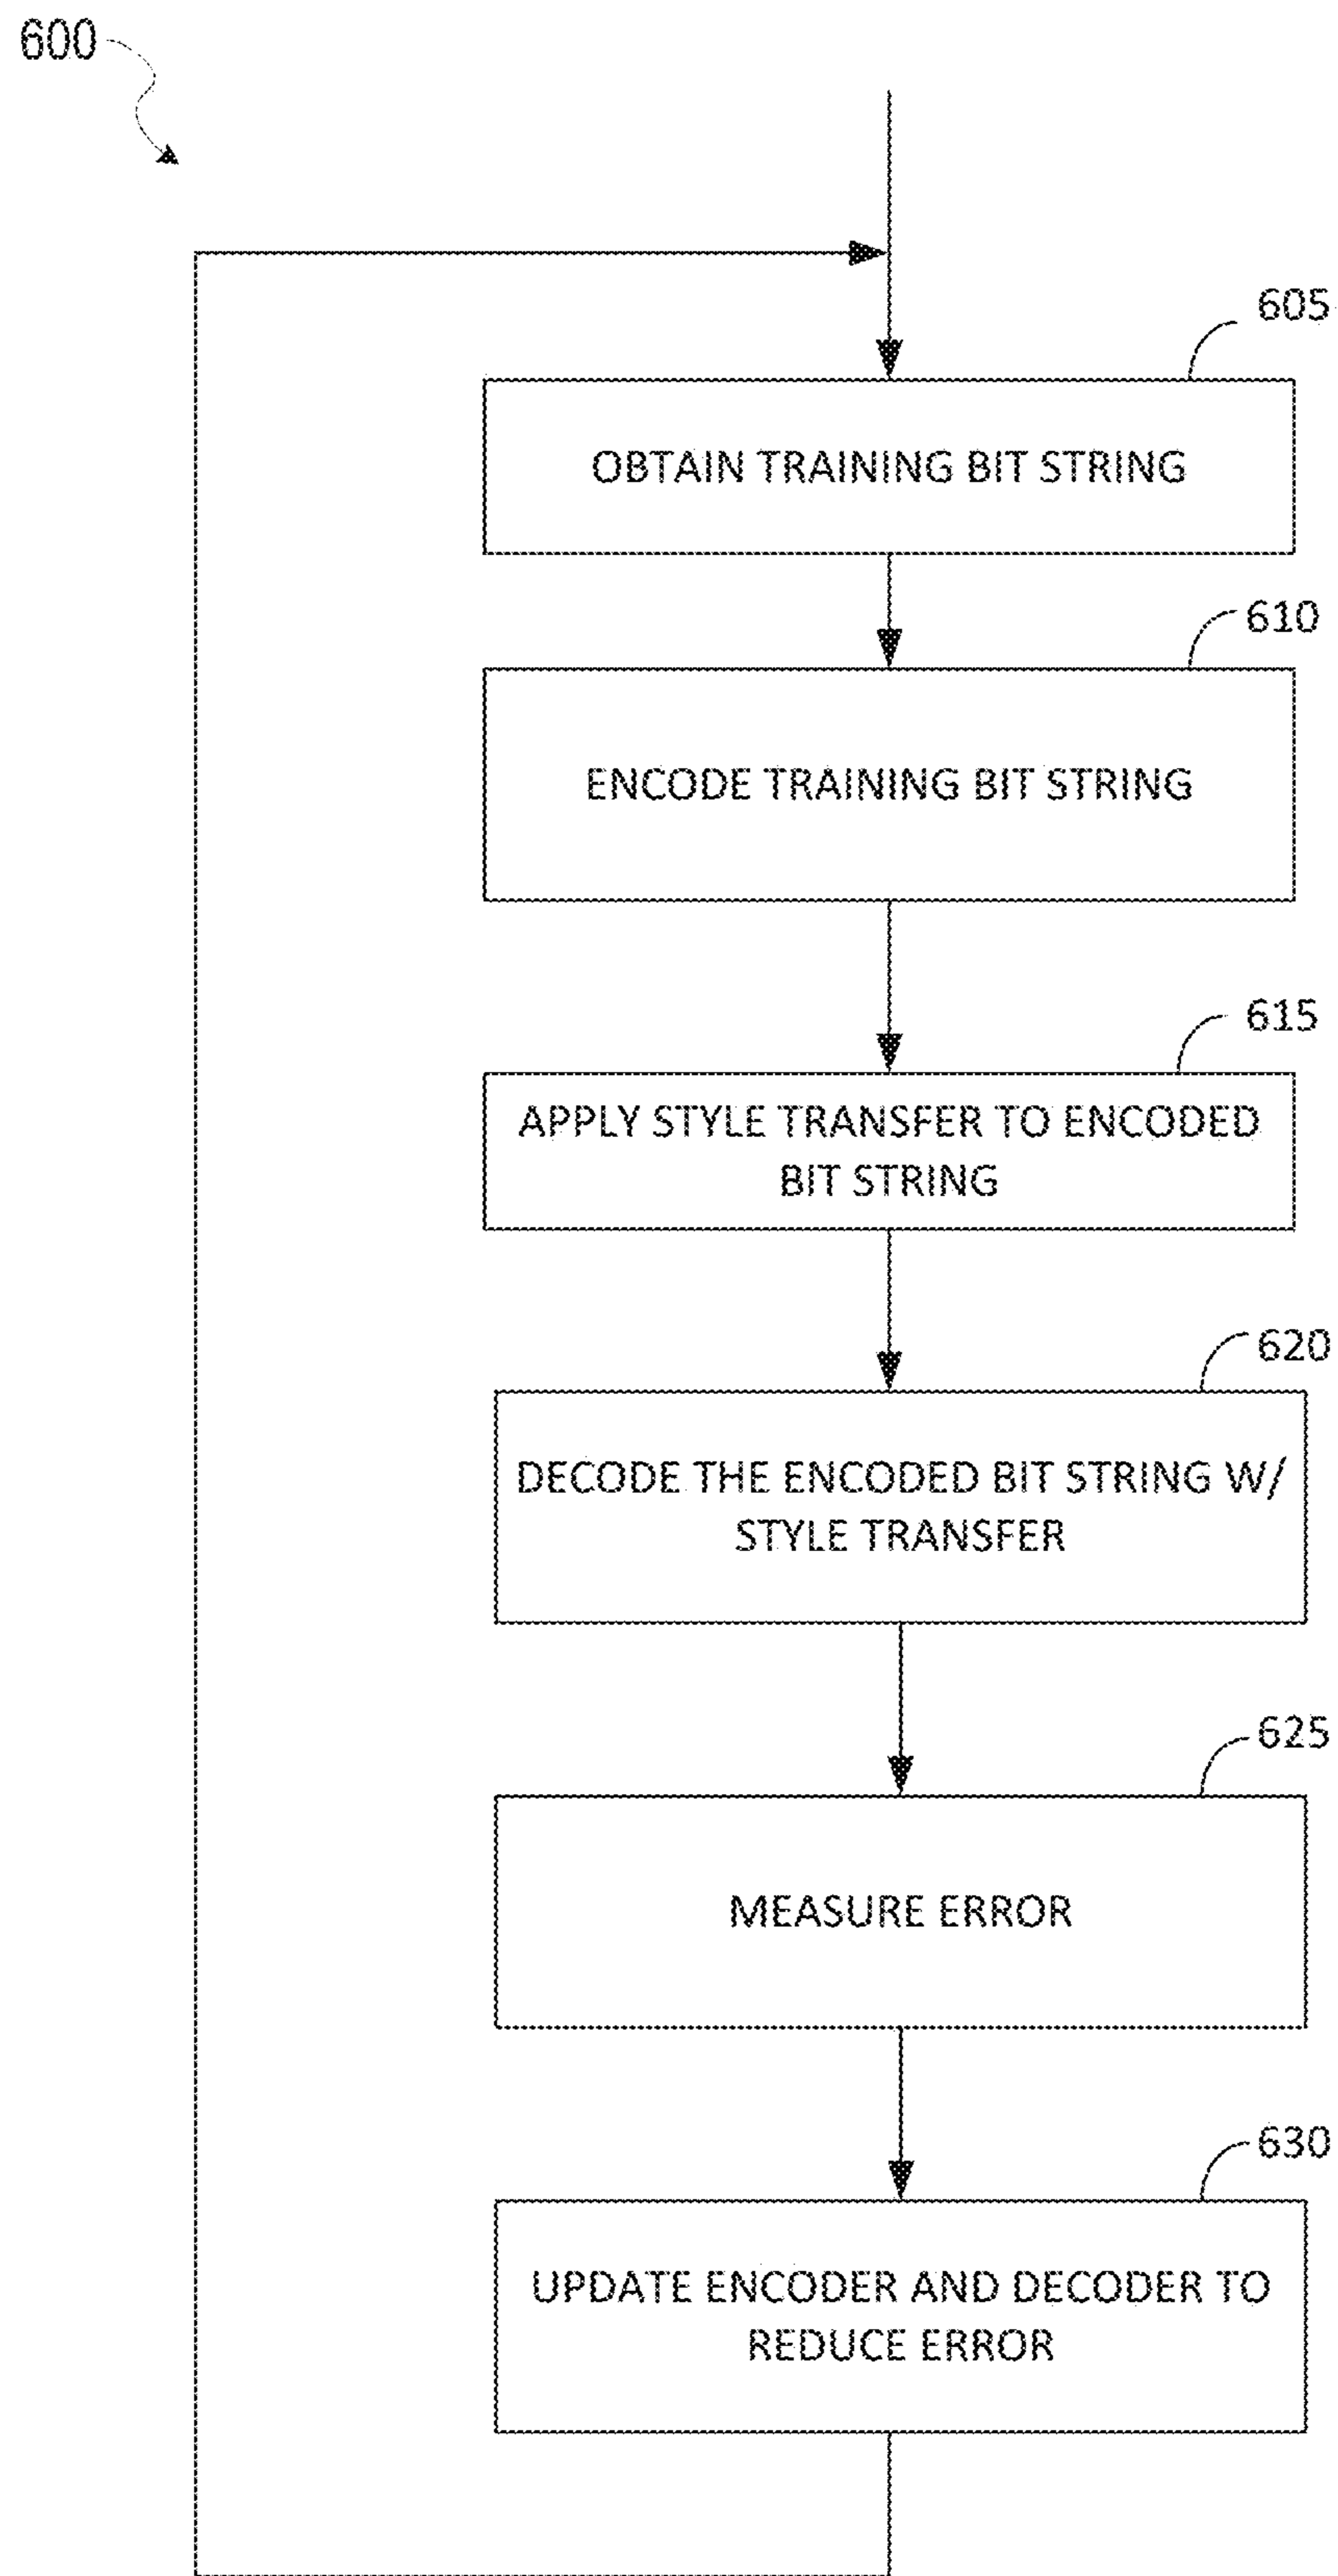 600
605
OBTAIN TRAINING BIT STRING
610
ENCODE TRAINING BIT STRING
615
APPLY STYLE TRANSFER TO ENCODED
BIT STRING
620
DECODE THE ENCODED BIT STRING W/
STYLE TRANSFER
625
MEASURE ERROR
630
UPDATE ENCODER AND DECODER TO
REDUCE ERROR